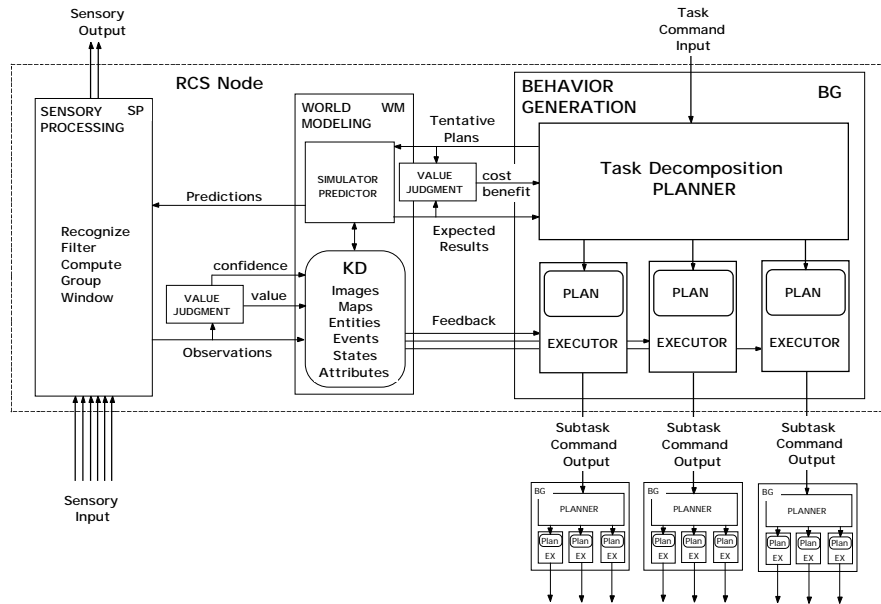 Sensory
Output
Task
Command
Input
RCS Node
SENSORY SP
PROCESSING
Recognize
Filter
Compute
Group
Window
WORLD WM
MODELING
SIMULATOR
PREDICTOR
Predictions
KD
Images
Maps
Entities
Events
States
Attributes
confidence
VALUE
JUDGMENT
value
Observations
Tentative
Plans
VALUE
JUDGMENT
cost
benefit
Expected
Results
Feedback
BEHAVIOR
GENERATION
BG
Task Decomposition
PLANNER
PLAN
EXECUTOR
PLAN
EXECUTOR
PLAN
EXECUTOR
Sensory
Input
Subtask
Command
Output
Subtask
Command
Output
Subtask
Command
Output
BG
PLANNER
Plan
EX
Plan
EX
Plan
EX
BG
PLANNER
Plan
EX
Plan
EX
Plan
EX
BG
PLANNER
Plan
EX
Plan
EX
Plan
EX